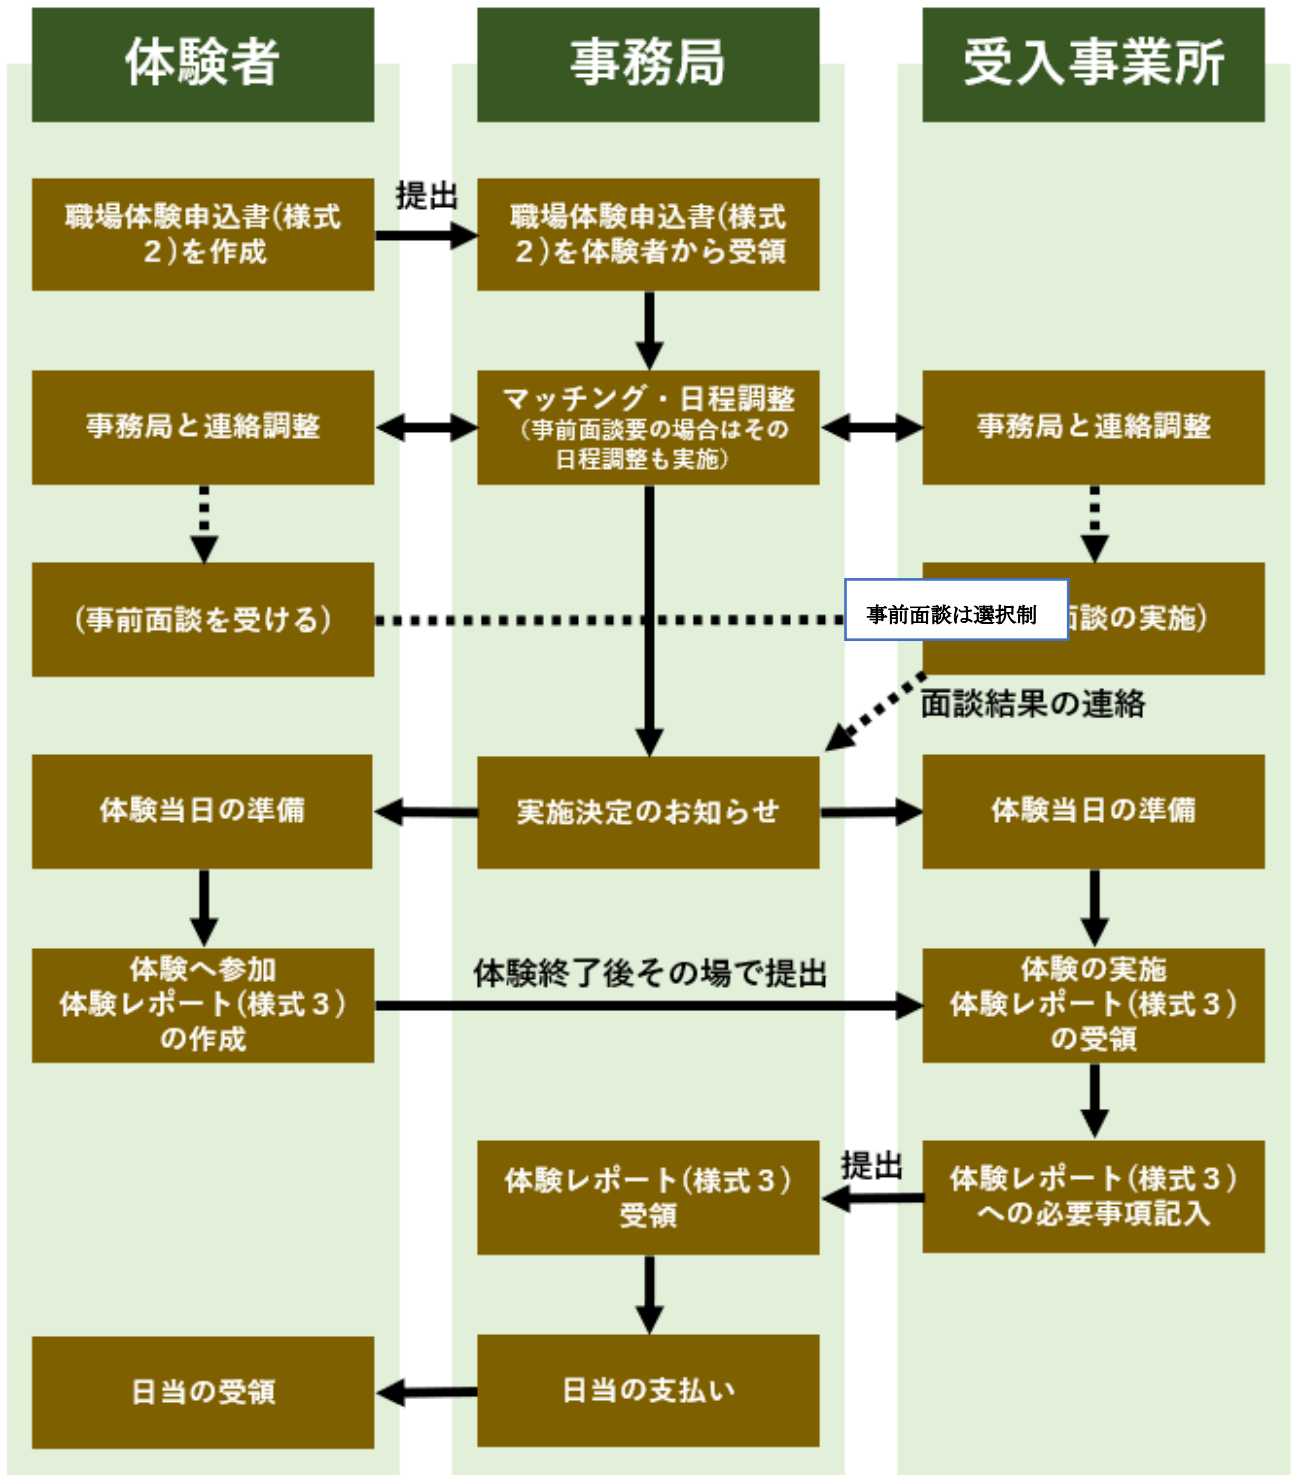 体験者
事務局
受入事業所
職場体験申込書(様式
２)を作成
提出
職場体験申込書(様式
２)を体験者から受領
事務局と連絡調整
マッチング・日程調整
（事前面談要の場合はその
日程調整も実施）
事務局と連絡調整
(事前面談を受ける)
事前面談は選択制
面談の実施)
面談結果の連絡
体験当日の準備
実施決定のお知らせ
体験当日の準備
体験へ参加
体験レポート(様式３)
の作成
体験終了後その場で提出
体験の実施
体験レポート(様式３)
の受領
体験レポート(様式３)
受領
提出
体験レポート(様式３)
への必要事項記入
日当の受領
日当の支払い